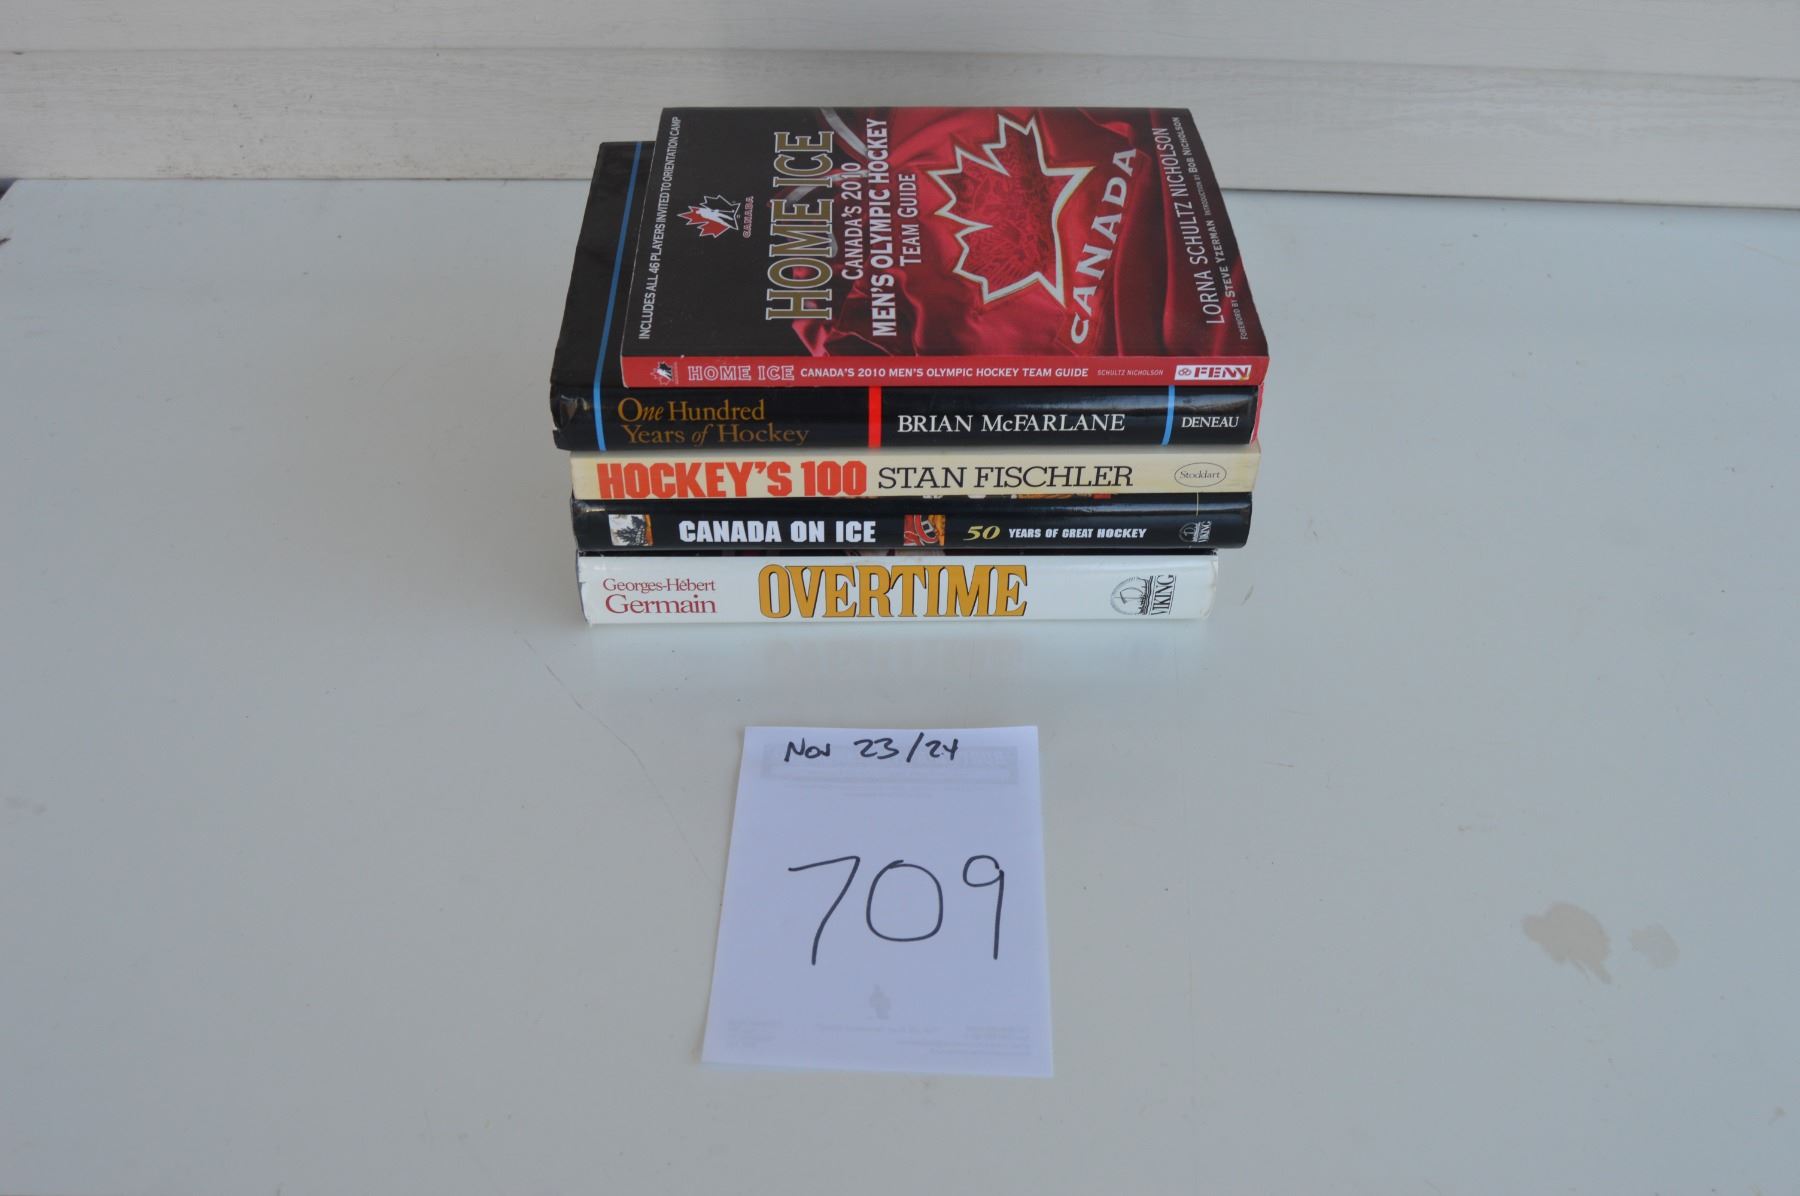 INCLUDES ALL 46 PLAYERS INVITED TO ORIENTATION CAMP
CANADA
HOME ICE
CANADA'S 2010
MEN'S OLYMPIC HOCKEY
TEAM GUIDE
CANADA
LORNA SCHULTZ NICHOLSON
FOREWORD BY STEVE YZERMAN INTRODUCTION BY BOB NICHOLSON
HOME ICE CANADA'S 2010 MEN'S OLYMPIC HOCKEY TEAM GUIDE SCHULTZ NICHOLSON FENN
One Hundred
Years of Hockey
BRIAN McFARLANE
DENEAU
HOCKEY'S 100 STAN FISCHLER Stoddart
CANADA ON ICE 50 YEARS OF GREAT HOCKEY VIKING
Georges-Hébert
Germain
OVERTIME
VIKING
Nov 23/24
709